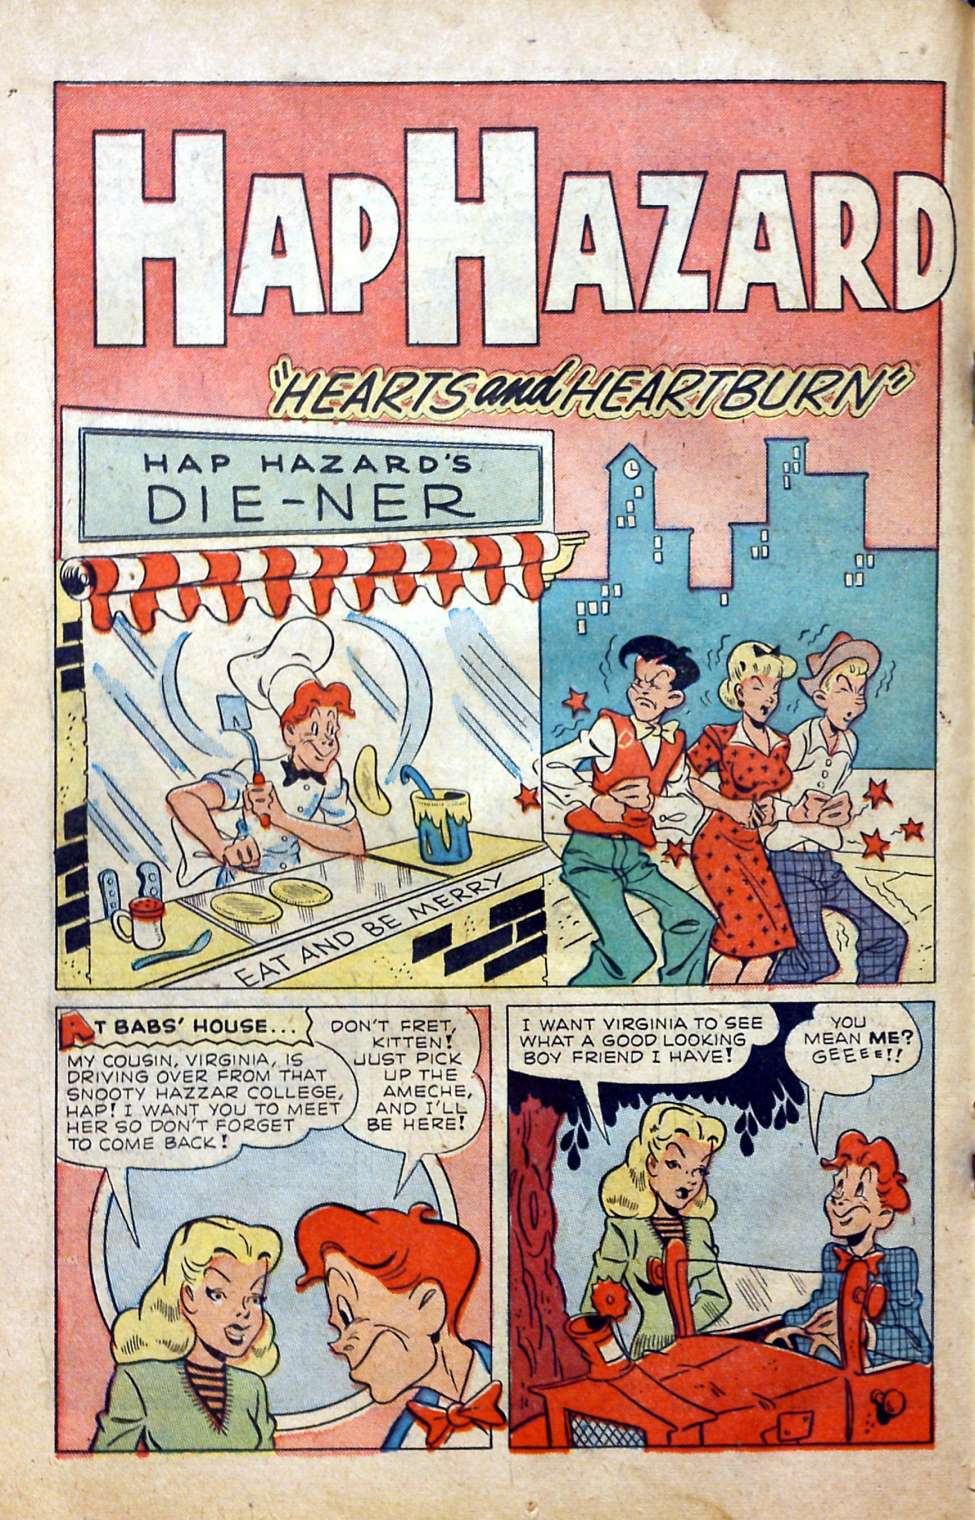 HAP HAZARD
"HEARTS and HEARTBURN"
HAP HAZARD'S
DIE-NER
EAT AND BE MERRY
AT BABS' HOUSE...
MY COUSIN, VIRGINIA, IS
DRIVING OVER FROM THAT
SNOOTY HAZZAR COLLEGE,
HAP! I WANT YOU TO MEET
HER SO DON'T FORGET
TO COME BACK!
DON'T FRET,
KITTEN!
JUST PICK
UP THE
AMECHE,
AND I'LL
BE HERE!
I WANT VIRGINIA TO SEE
WHAT A GOOD LOOKING
BOY FRIEND I HAVE!
YOU
MEAN ME?
GEEEE!!